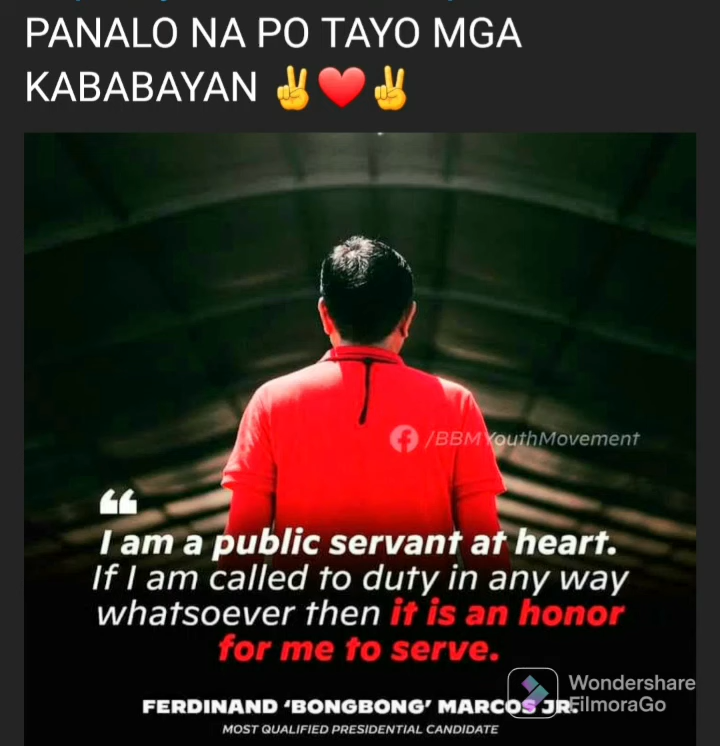 PANALO NA PO TAYO MGA
KABABAYAN ✌❤✌
/BBMYouthMovement
“
I am a public servant at heart.
If I am called to duty in any way
whatsoever then it is an honor
for me to serve.
Wondershare
FilmoraGo
FERDINAND ‘BONGBONG’ MARCOS JR.
MOST QUALIFIED PRESIDENTIAL CANDIDATE